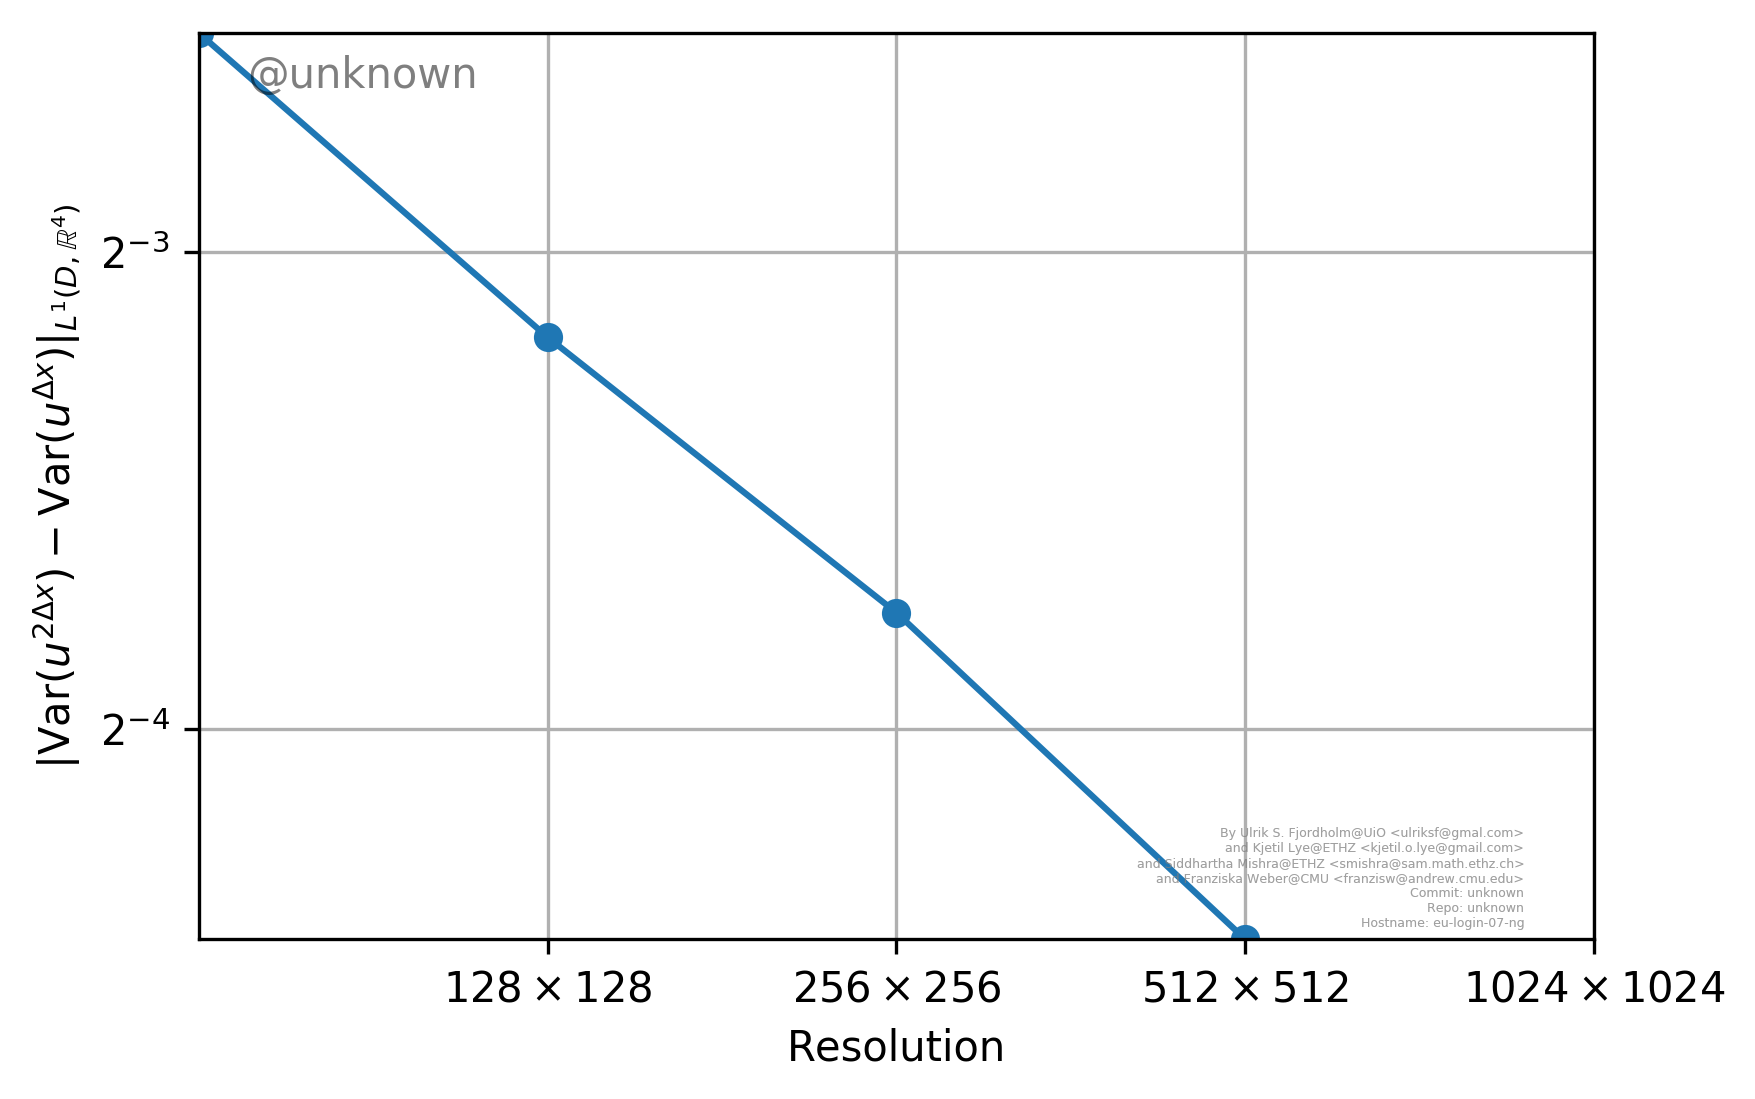 @unknown
2⁻³
2⁻⁴
|Var(u^{2Δx}) − Var(u^{Δx})|_{L¹(D, ℝ⁴)}
By Ulrik S. Fjordholm@UiO <ulriksf@gmal.com>
and Kjetil Lye@ETHZ <kjetil.o.lye@gmail.com>
and Siddhartha Mishra@ETHZ <smishra@sam.math.ethz.ch>
and Franziska Weber@CMU <franzisw@andrew.cmu.edu>
Commit: unknown
Repo: unknown
Hostname: eu-login-07-ng
128 × 128 256 × 256 512 × 512 1024 × 1024
Resolution